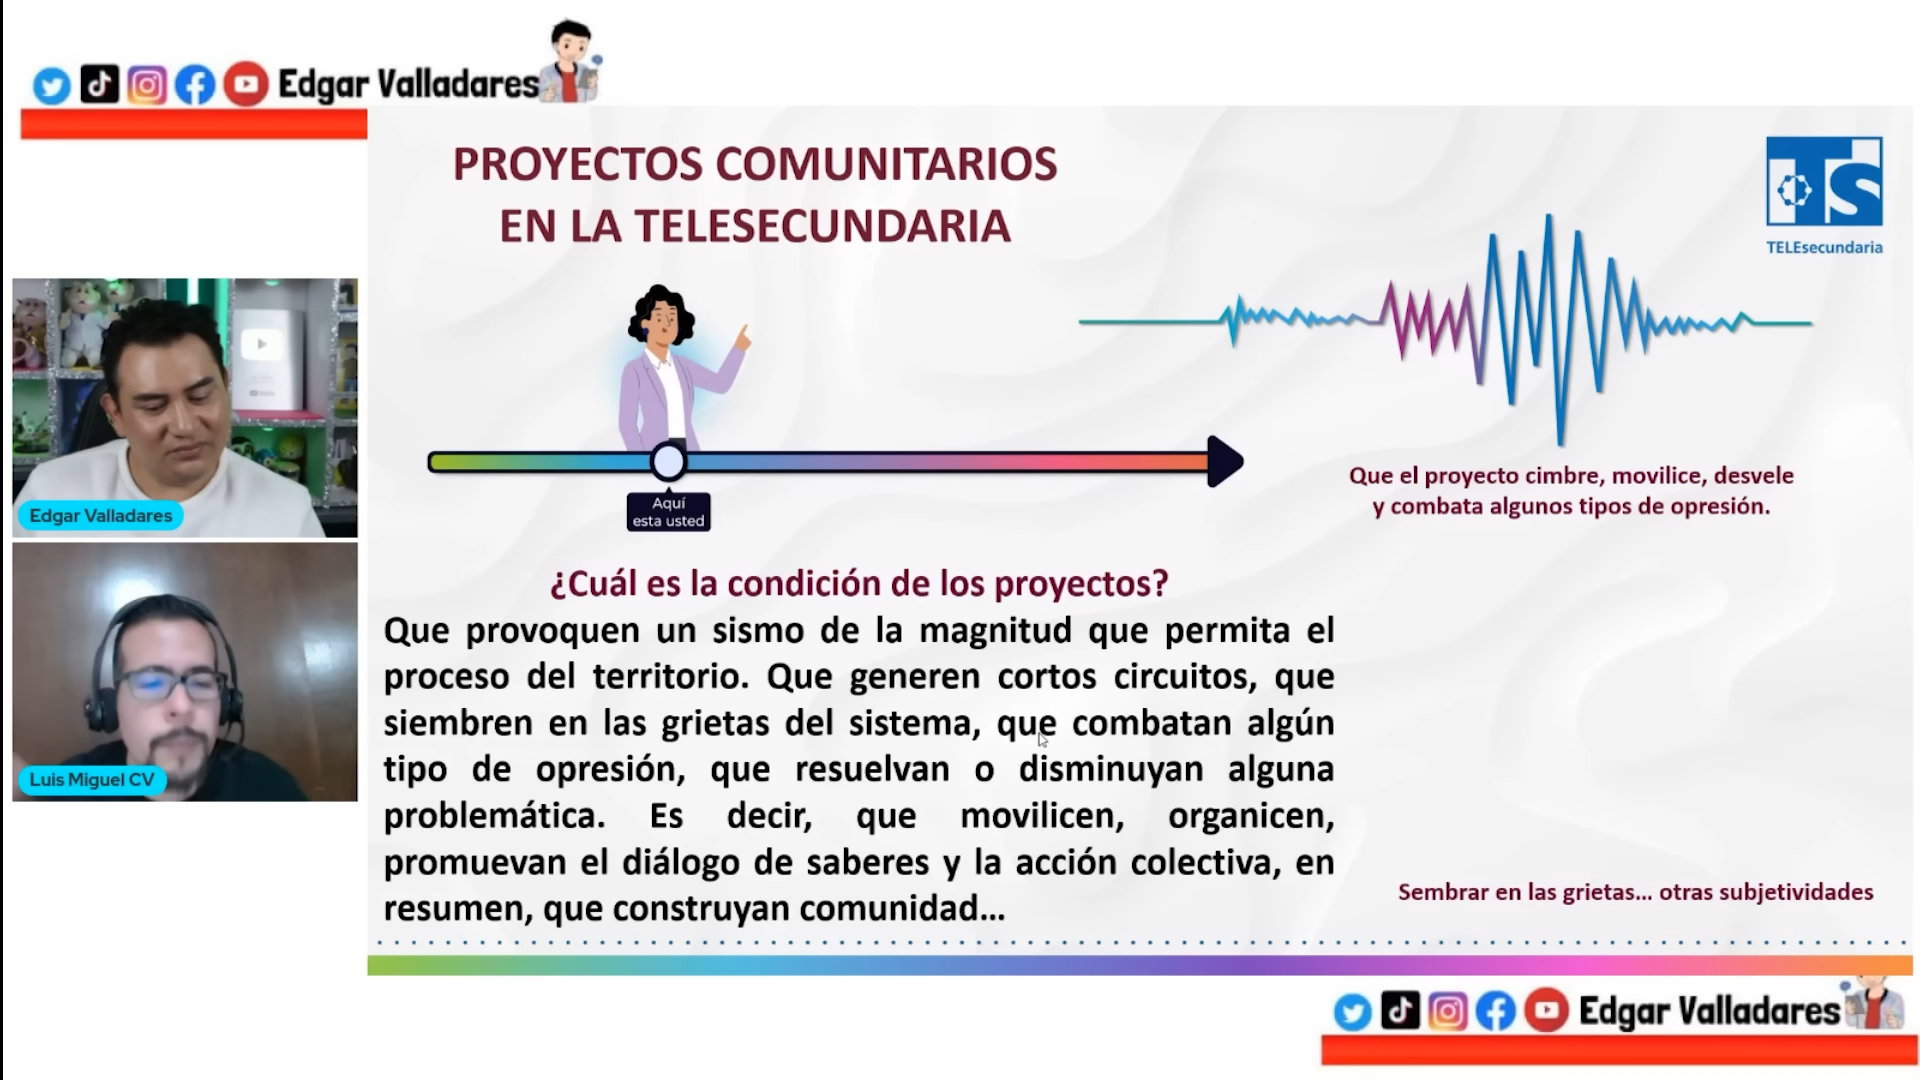 Edgar Valladares
PROYECTOS COMUNITARIOS
EN LA TELESECUNDARIA
TS
TELEsecundaria
Aquí
esta usted
Que el proyecto cimbre, movilice, desvele
y combata algunos tipos de opresión.
Edgar Valladares
Luis Miguel CV
¿Cuál es la condición de los proyectos?
Que provoquen un sismo de la magnitud que permita el
proceso del territorio. Que generen cortos circuitos, que
siembren en las grietas del sistema, que combatan algún
tipo de opresión, que resuelvan o disminuyan alguna
problemática. Es decir, que movilicen, organicen,
promuevan el diálogo de saberes y la acción colectiva, en
resumen, que construyan comunidad...
Sembrar en las grietas... otras subjetividades
Edgar Valladares